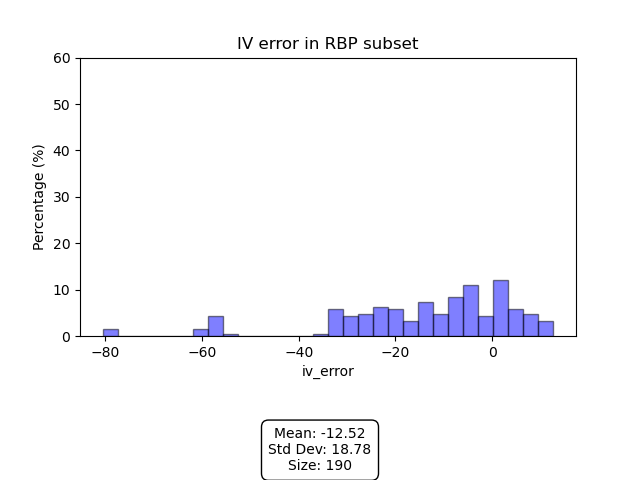 IV error in RBP subset
60
50
40
30
20
10
0
Percentage (%)
−80
−60
−40
−20
0
iv_error
Mean: -12.52
Std Dev: 18.78
Size: 190